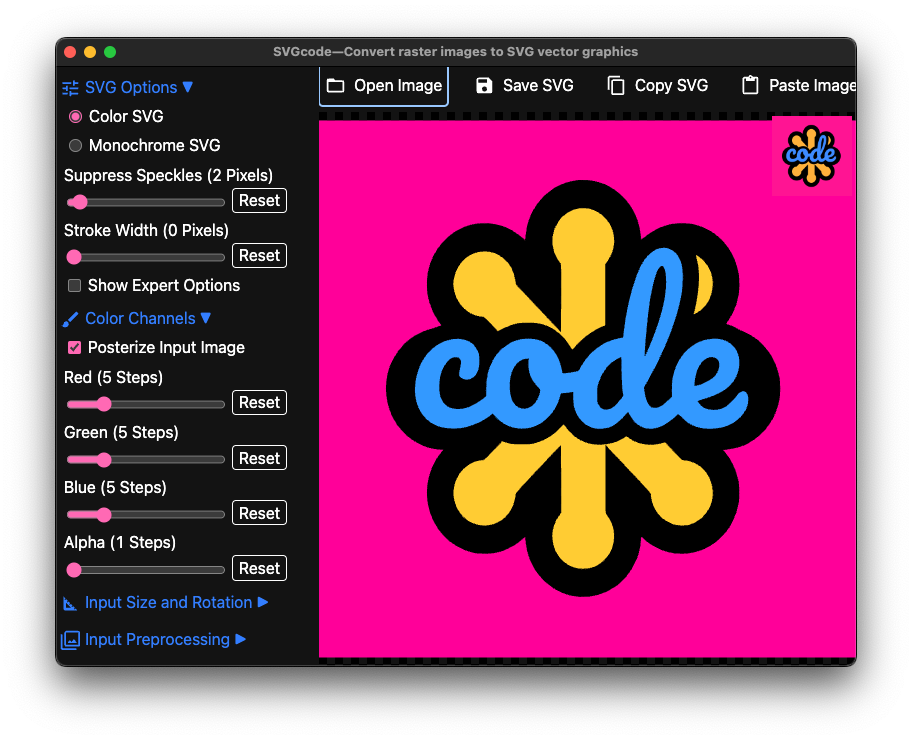 SVGcode—Convert raster images to SVG vector graphics
SVG Options ▼
Color SVG
Monochrome SVG
Suppress Speckles (2 Pixels)
Reset
Stroke Width (0 Pixels)
Reset
Show Expert Options
Color Channels ▼
Posterize Input Image
Red (5 Steps)
Reset
Green (5 Steps)
Reset
Blue (5 Steps)
Reset
Alpha (1 Steps)
Reset
Input Size and Rotation ▶
Input Preprocessing ▶
Open Image Save SVG Copy SVG Paste Image
code
code